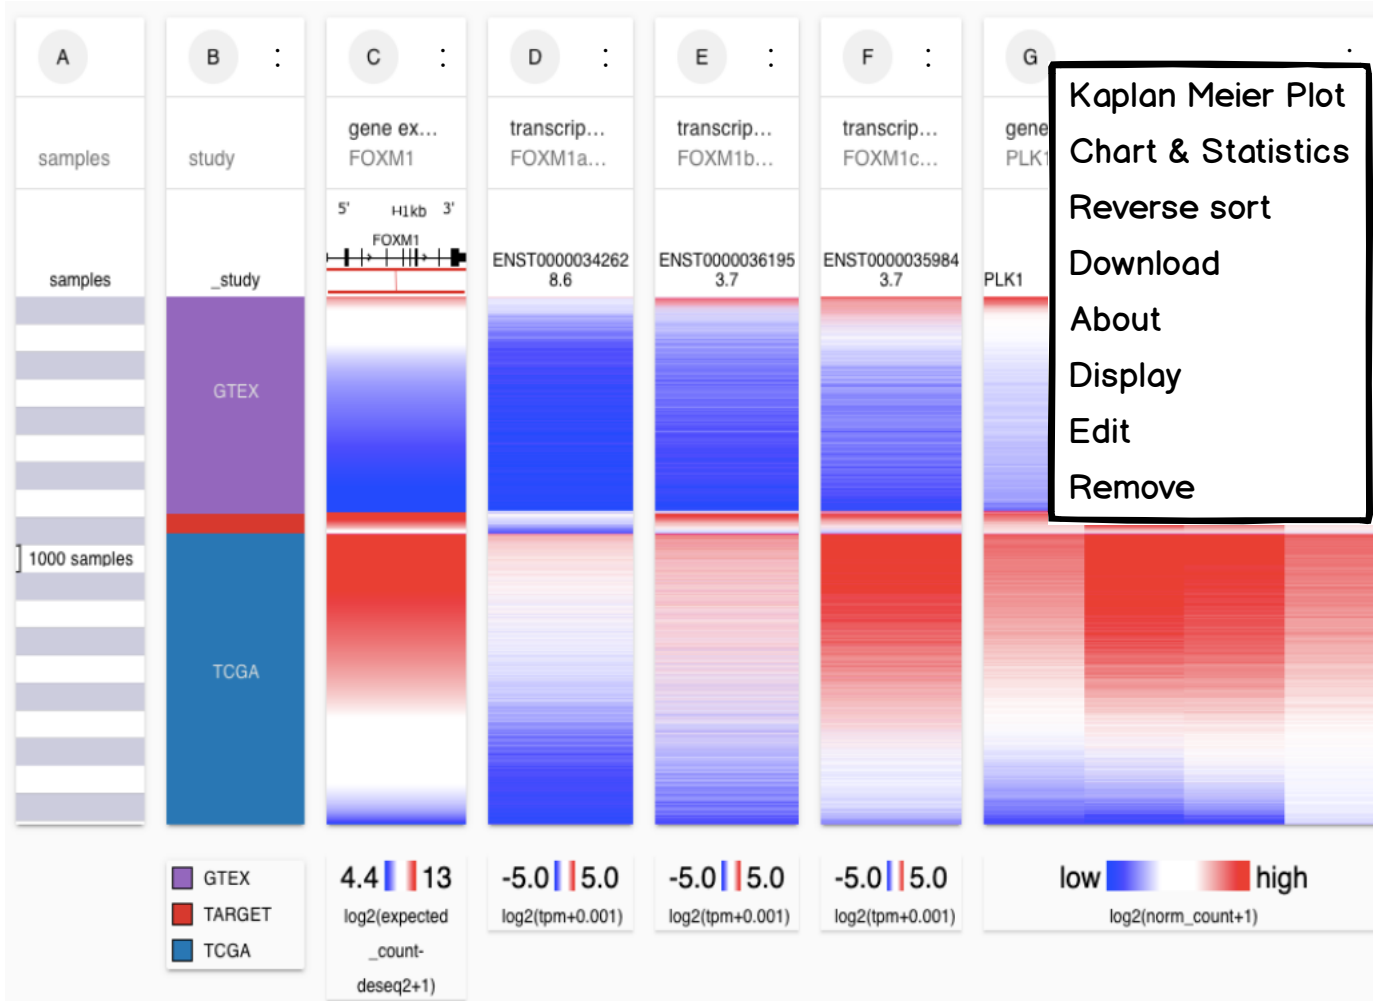 A
B
C
D
E
F
G
samples
study
gene ex...
FOXM1
transcrip...
FOXM1a...
transcrip...
FOXM1b...
transcrip...
FOXM1c...
gene
PLK1
Kaplan Meier Plot
Chart & Statistics
Reverse sort
Download
About
Display
Edit
Remove
samples
_study
5' H1kb 3'
FOXM1
ENST0000034262
8.6
ENST0000036195
3.7
ENST0000035984
3.7
PLK1
GTEX
1000 samples
TCGA
GTEX
TARGET
TCGA
4.4 13
log2(expected
_count-
deseq2+1)
-5.0 5.0
log2(tpm+0.001)
-5.0 5.0
log2(tpm+0.001)
-5.0 5.0
log2(tpm+0.001)
low high
log2(norm_count+1)